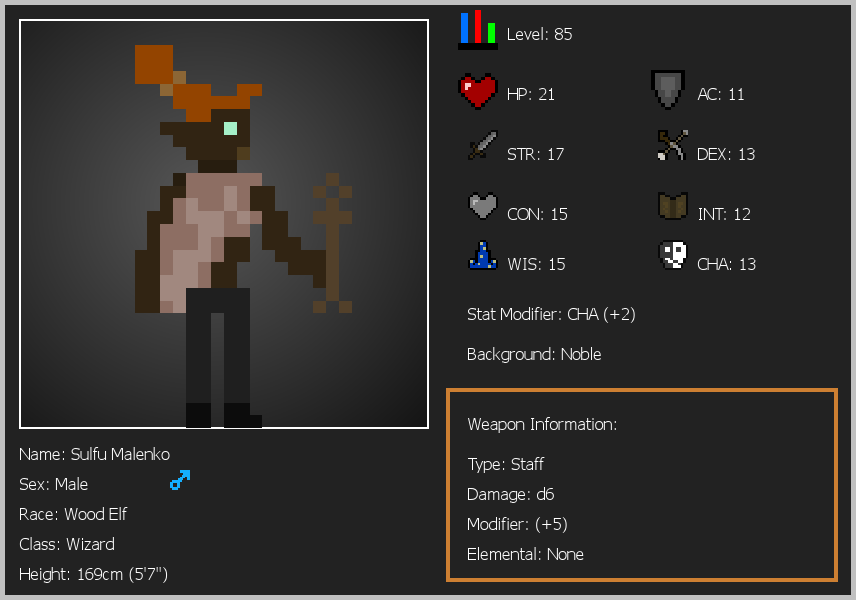 Level: 85
HP: 21
AC: 11
STR: 17
DEX: 13
CON: 15
INT: 12
WIS: 15
CHA: 13
Stat Modifier: CHA (+2)
Background: Noble
Weapon Information:
Type: Staff
Damage: d6
Modifier: (+5)
Elemental: None
Name: Sulfu Malenko
Sex: Male
Race: Wood Elf
Class: Wizard
Height: 169cm (5'7")